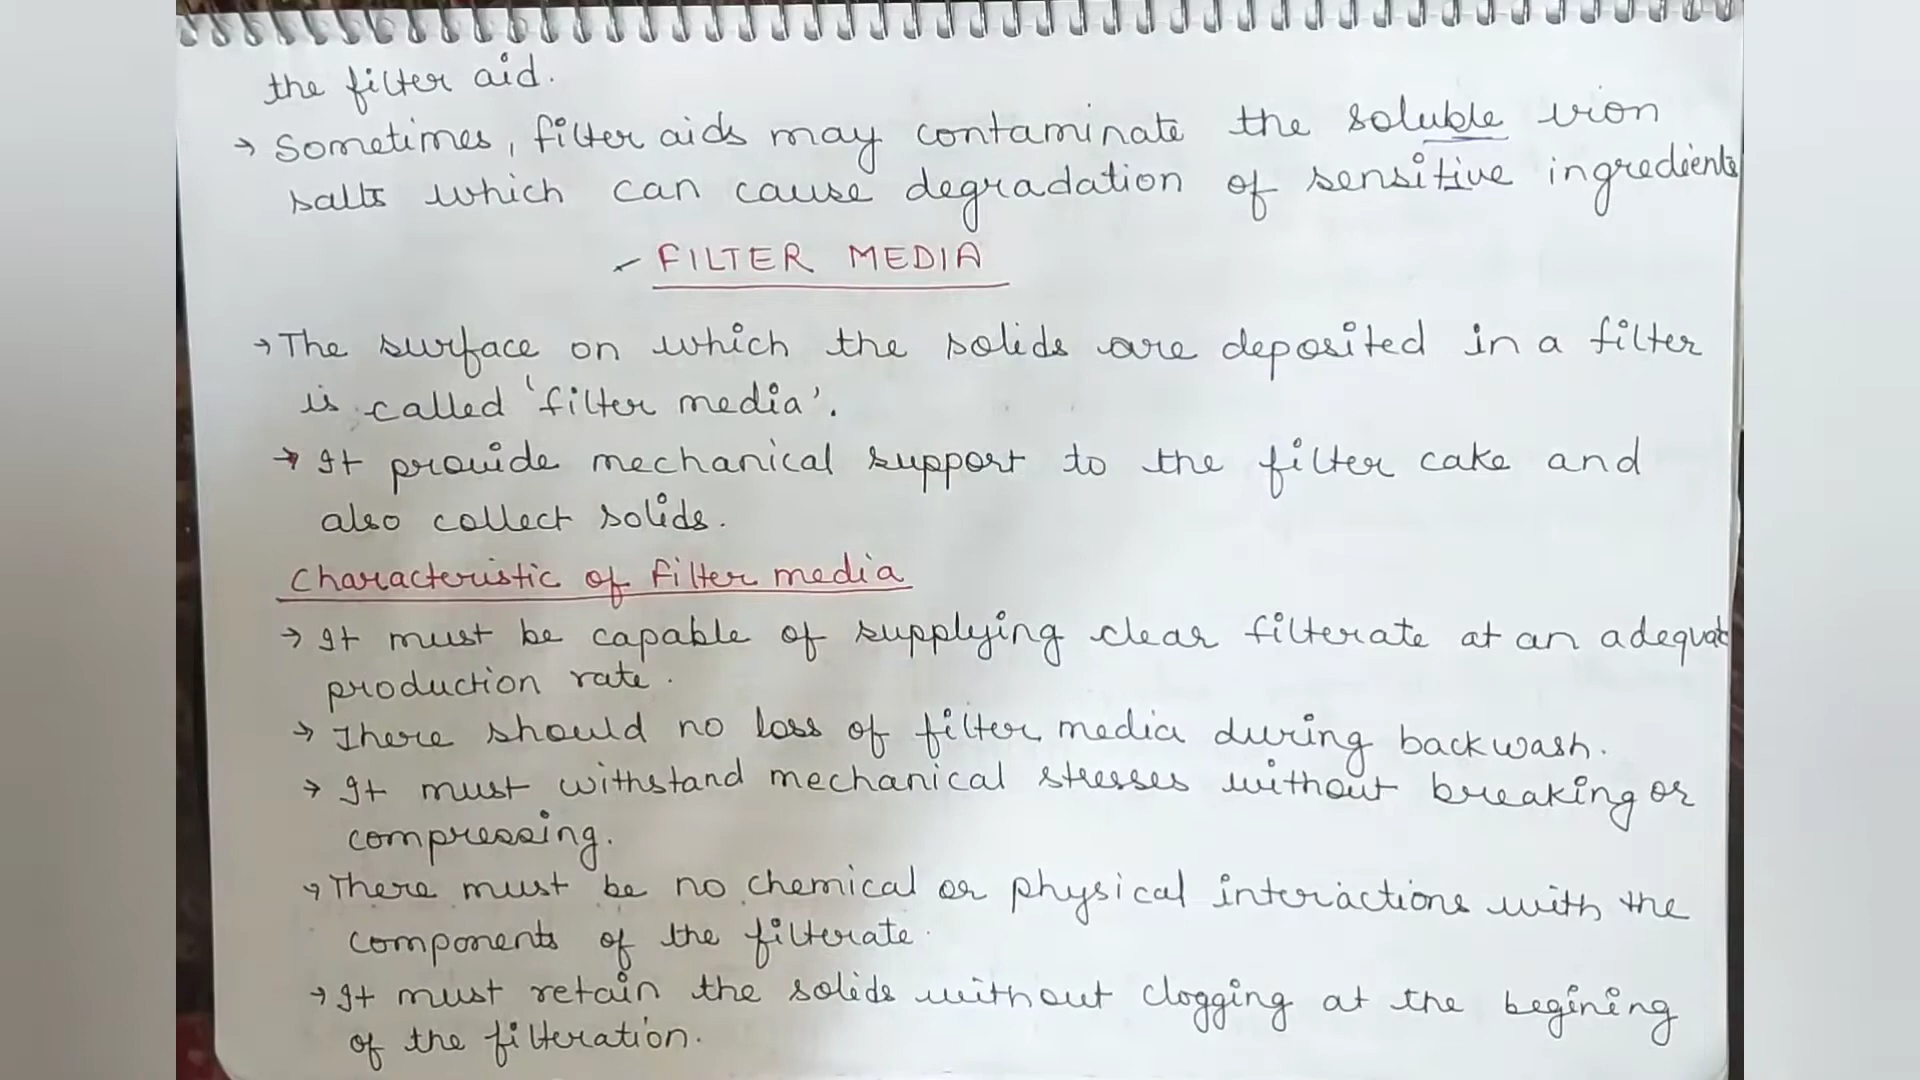 the filter aid.
→ Sometimes, filter aids may contaminate the soluble iron
salts which can cause degradation of sensitive ingredients
FILTER MEDIA
→ The surface on which the solids are deposited in a filter
is called 'filter media'.
→ It provide mechanical support to the filter cake and
also collect solids.
Characteristic of filter media
→ It must be capable of supplying clear filterate at an adequat
production rate.
→ There should no loss of filter media during backwash.
→ It must withstand mechanical stresses without breaking or
compressing.
→ There must be no chemical or physical interactions with the
components of the filterate.
→ It must retain the solids without clogging at the begining
of the filteration.